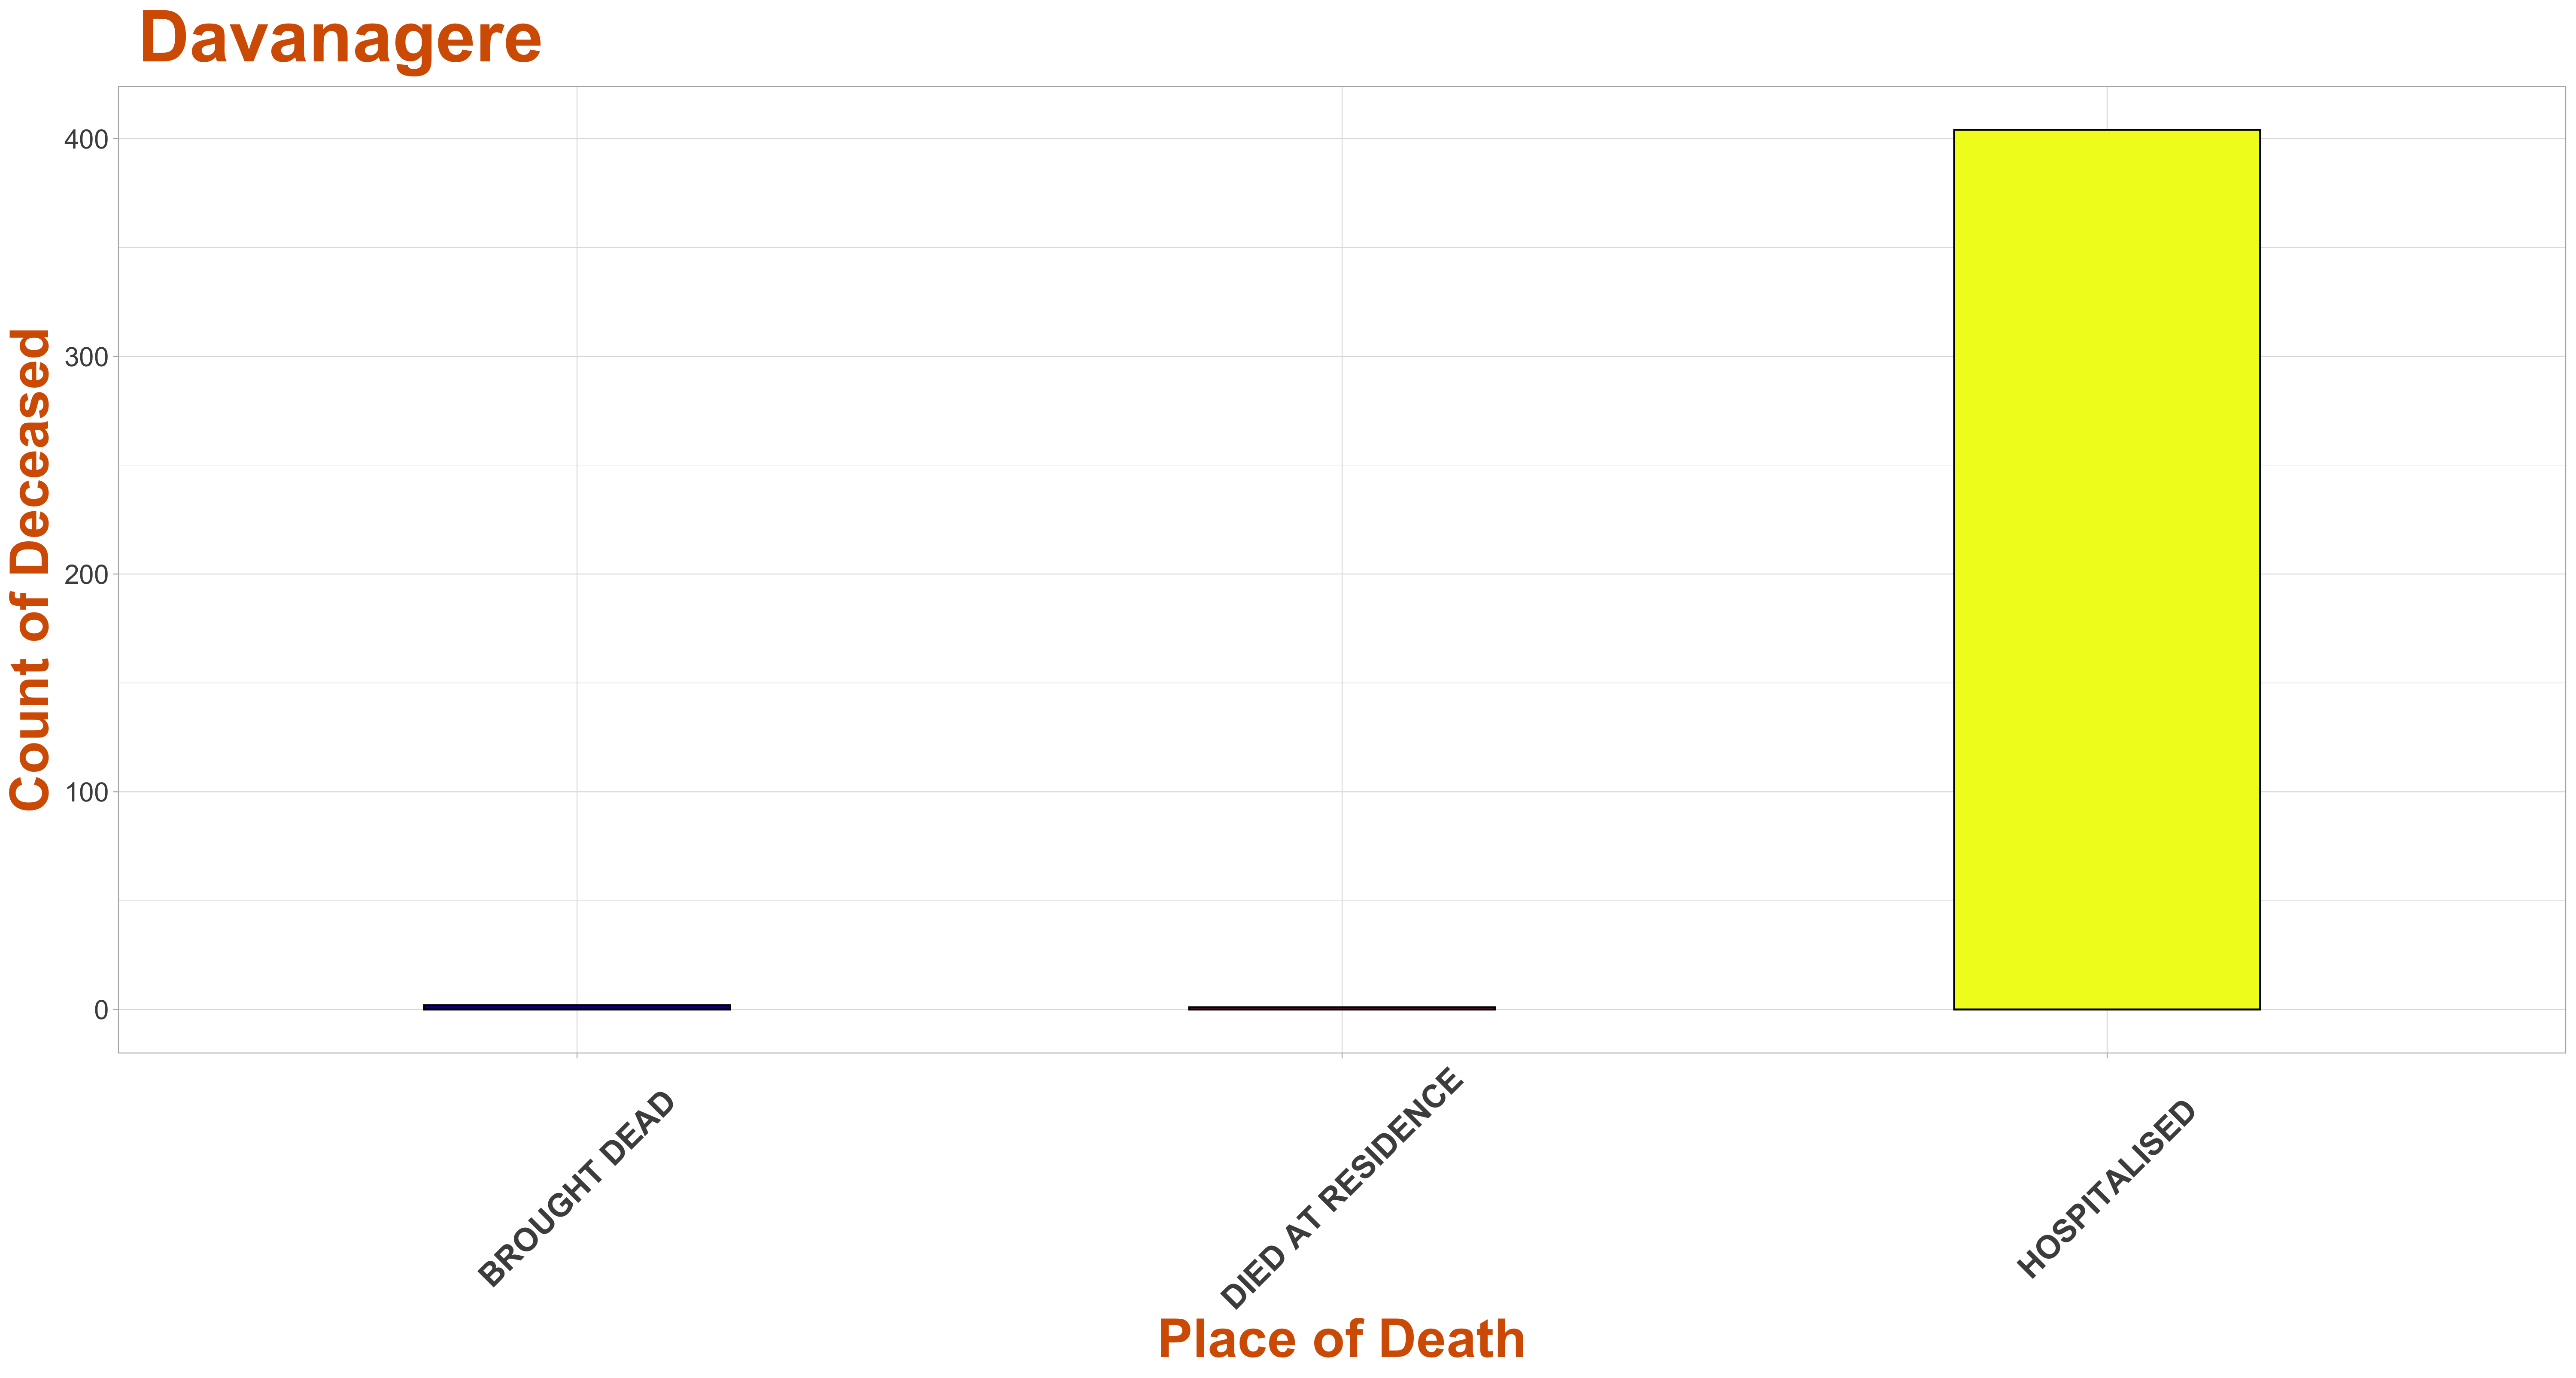 Davanagere
Count of Deceased
400
300
200
100
0
BROUGHT DEAD
DIED AT RESIDENCE
HOSPITALISED
Place of Death